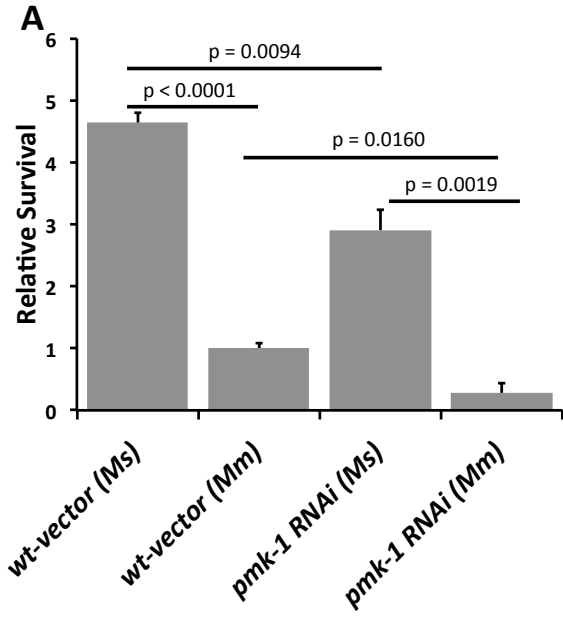 A
6
p = 0.0094
5
p < 0.0001
4
p = 0.0160
p = 0.0019
3
2
1
0
Relative Survival
wt-vector (Ms)
wt-vector (Mm)
pmk-1 RNAi (Ms)
pmk-1 RNAi (Mm)